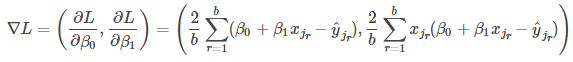 ∇L = (∂L/∂β₀, ∂L/∂β₁) = (2/b ∑_{r=1}^{b} (β₀ + β₁x_{j_r} − ŷ_{j_r}), 2/b ∑_{r=1}^{b} x_{j_r}(β₀ + β₁x_{j_r} − ŷ_{j_r}))